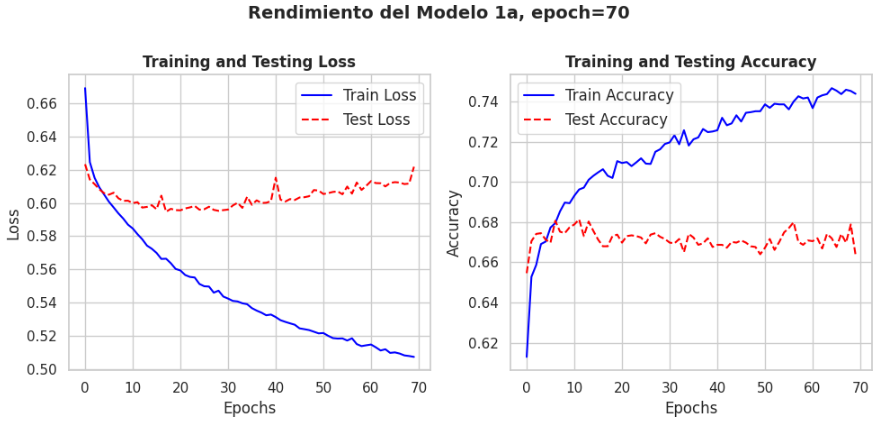 Rendimiento del Modelo 1a, epoch=70
Training and Testing Loss
Train Loss
Test Loss
0.66
0.64
0.62
0.60
0.58
0.56
0.54
0.52
0.50
Loss
0 10 20 30 40 50 60 70
Epochs
Training and Testing Accuracy
Train Accuracy
Test Accuracy
0.74
0.72
0.70
0.68
0.66
0.64
0.62
Accuracy
0 10 20 30 40 50 60 70
Epochs